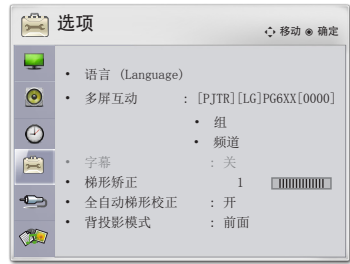 选项
移动 确定
• 语言 (Language)
• 多屏互动 : [PJTR][LG]PG6XX[0000]
• 组
• 频道
• 字幕 : 关
• 梯形矫正 1
• 全自动梯形校正 : 开
• 背投影模式 : 前面